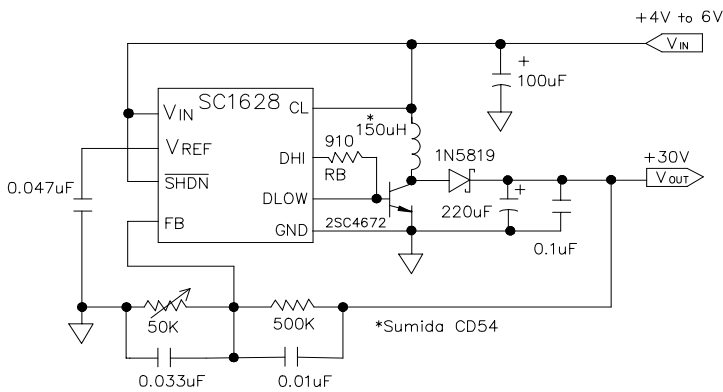 +4V to 6V
VIN
+
100uF
SC1628
VIN
CL
*
150uH
VREF
910
DHI
RB
1N5819
+30V
SHDN
VOUT
0.047uF
DLOW
+
220uF
FB
GND
2SC4672
0.1uF
50K
500K
*Sumida CD54
0.033uF
0.01uF